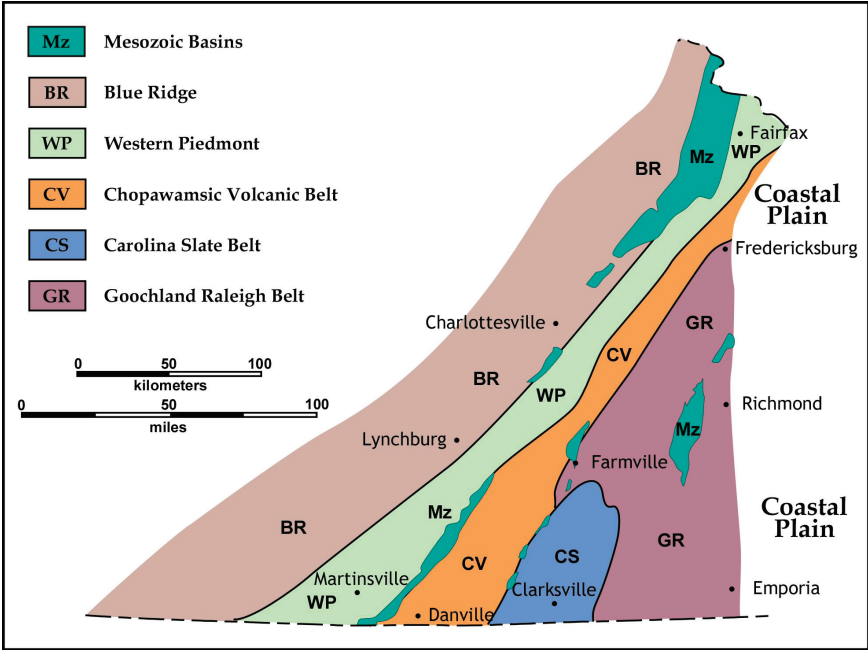 Mz Mesozoic Basins
BR Blue Ridge
WP Western Piedmont
CV Chopawamsic Volcanic Belt
CS Carolina Slate Belt
GR Goochland Raleigh Belt
0 50 100
kilometers
0 50 100
miles
Fairfax
Mz
WP
BR
Coastal
Plain
Fredericksburg
Charlottesville
GR
CV
BR
WP
Richmond
Mz
Lynchburg
Farmville
Mz
Coastal
Plain
BR
GR
CS
CV
Martinsville
WP
Clarksville
Emporia
Danville